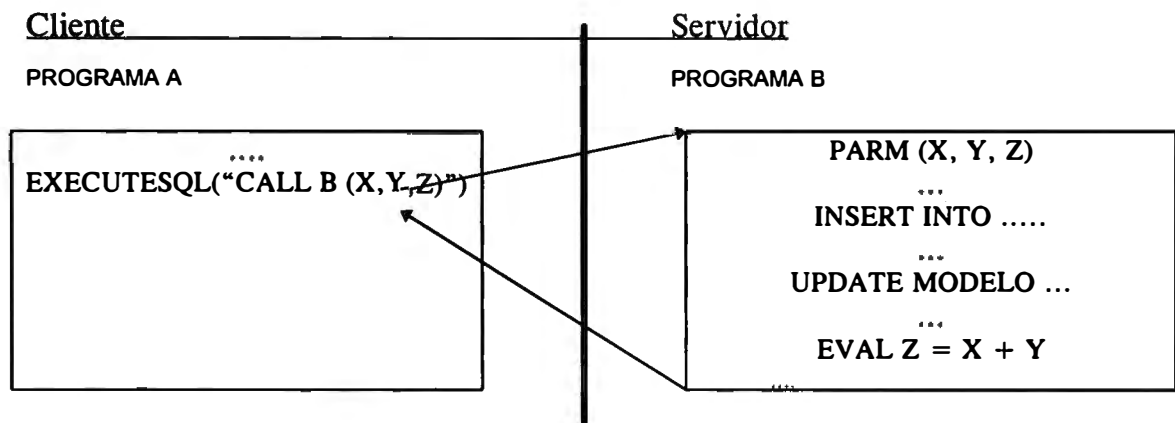 Cliente
PROGRAMA A
....
EXECUTESQL("CALL B (X,Y,Z)")
Servidor
PROGRAMA B
PARM (X, Y, Z)
...
INSERT INTO .....
...
UPDATE MODELO ...
...
EVAL Z = X + Y
....